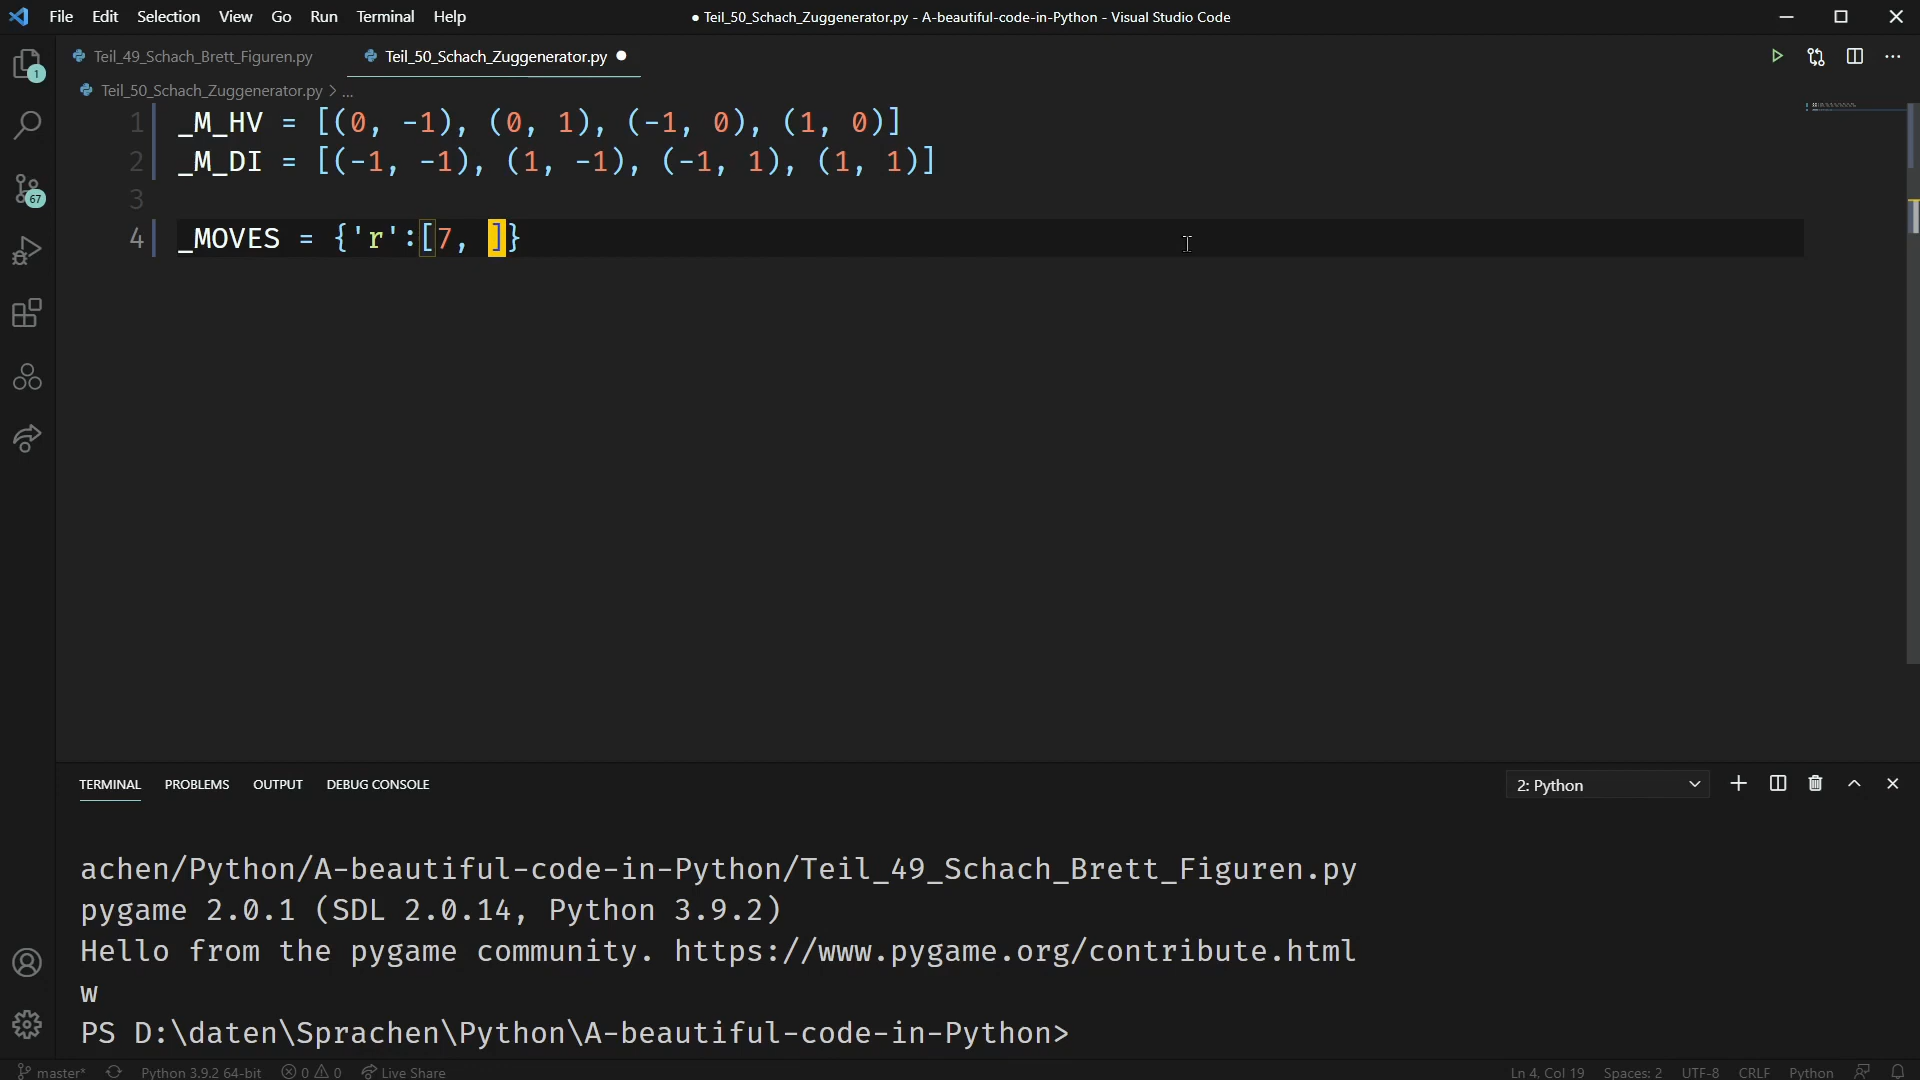 File Edit Selection View Go Run Terminal Help
● Teil_50_Schach_Zuggenerator.py - A-beautiful-code-in-Python - Visual Studio Code
Teil_49_Schach_Brett_Figuren.py
Teil_50_Schach_Zuggenerator.py ●
Teil_50_Schach_Zuggenerator.py > ...
1 _M_HV = [(0, -1), (0, 1), (-1, 0), (1, 0)]
2 _M_DI = [(-1, -1), (1, -1), (-1, 1), (1, 1)]
3
4 _MOVES = {'r':[7, ]}
1
67
TERMINAL PROBLEMS OUTPUT DEBUG CONSOLE
2: Python
achen/Python/A-beautiful-code-in-Python/Teil_49_Schach_Brett_Figuren.py
pygame 2.0.1 (SDL 2.0.14, Python 3.9.2)
Hello from the pygame community. https://www.pygame.org/contribute.html
w
PS D:\daten\Sprachen\Python\A-beautiful-code-in-Python>
master* Python 3.9.2 64-bit 0 0 Live Share
Ln 4, Col 19 Spaces: 2 UTF-8 CRLF Python